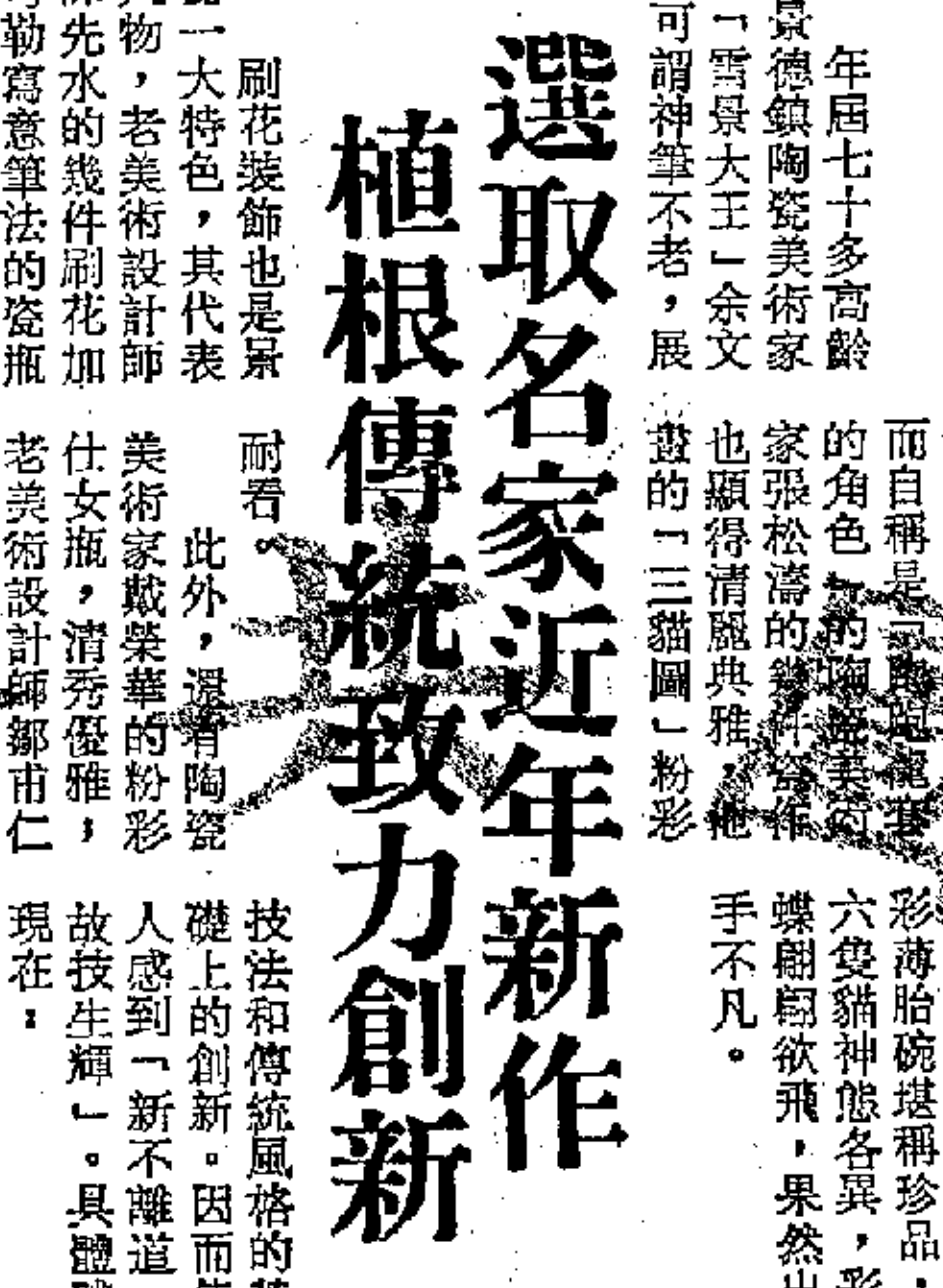 選取名家近年新作
植根傳統致力創新
年屆七十多高齡
景德鎮陶瓷美術家
「雪景大王」余文
可謂神筆不老，展
而自稱是
的角色
家張松濤的幾件瓷作
也顯得清麗典雅，他
畫的「三貓圖」粉彩
彩薄胎碗堪稱珍品，
六隻貓神態各異，彩
蝶翩翩欲飛，果然出
手不凡。
刷花裝飾也是景
一大特色，其代表
物，老美術設計師
先水的幾件刷花加
勒寫意筆法的瓷瓶
耐看。
此外，還有陶瓷
美術家戴榮華的粉彩
仕女瓶，清秀優雅；
老美術設計師鄒甫仁
技法和傳統風格的
礎上的創新。因而
人感到「新不離道
故技生輝」。具體
現在：